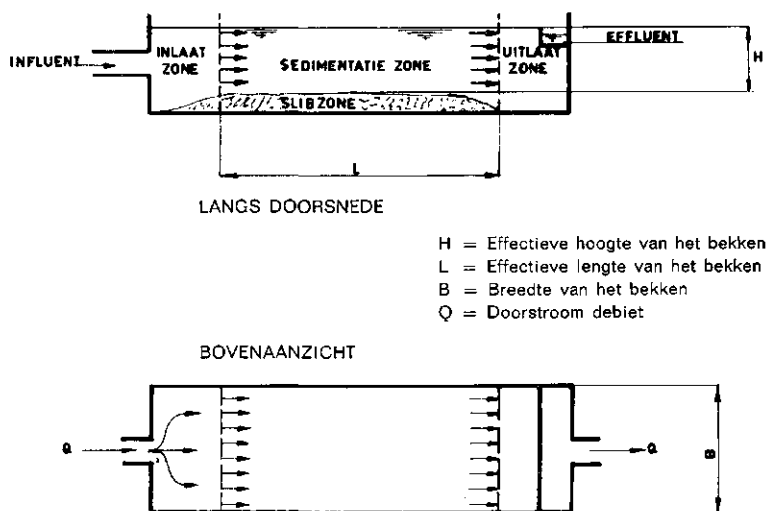 INFLUENT
INLAAT
ZONE
SEDIMENTATIE ZONE
UITLAAT
ZONE
EFFLUENT
H
SLIBZONE
L
LANGS DOORSNEDE
H = Effectieve hoogte van het bekken
L = Effectieve lengte van het bekken
B = Breedte van het bekken
Q = Doorstroom debiet
BOVENAANZICHT
Q
Q
B